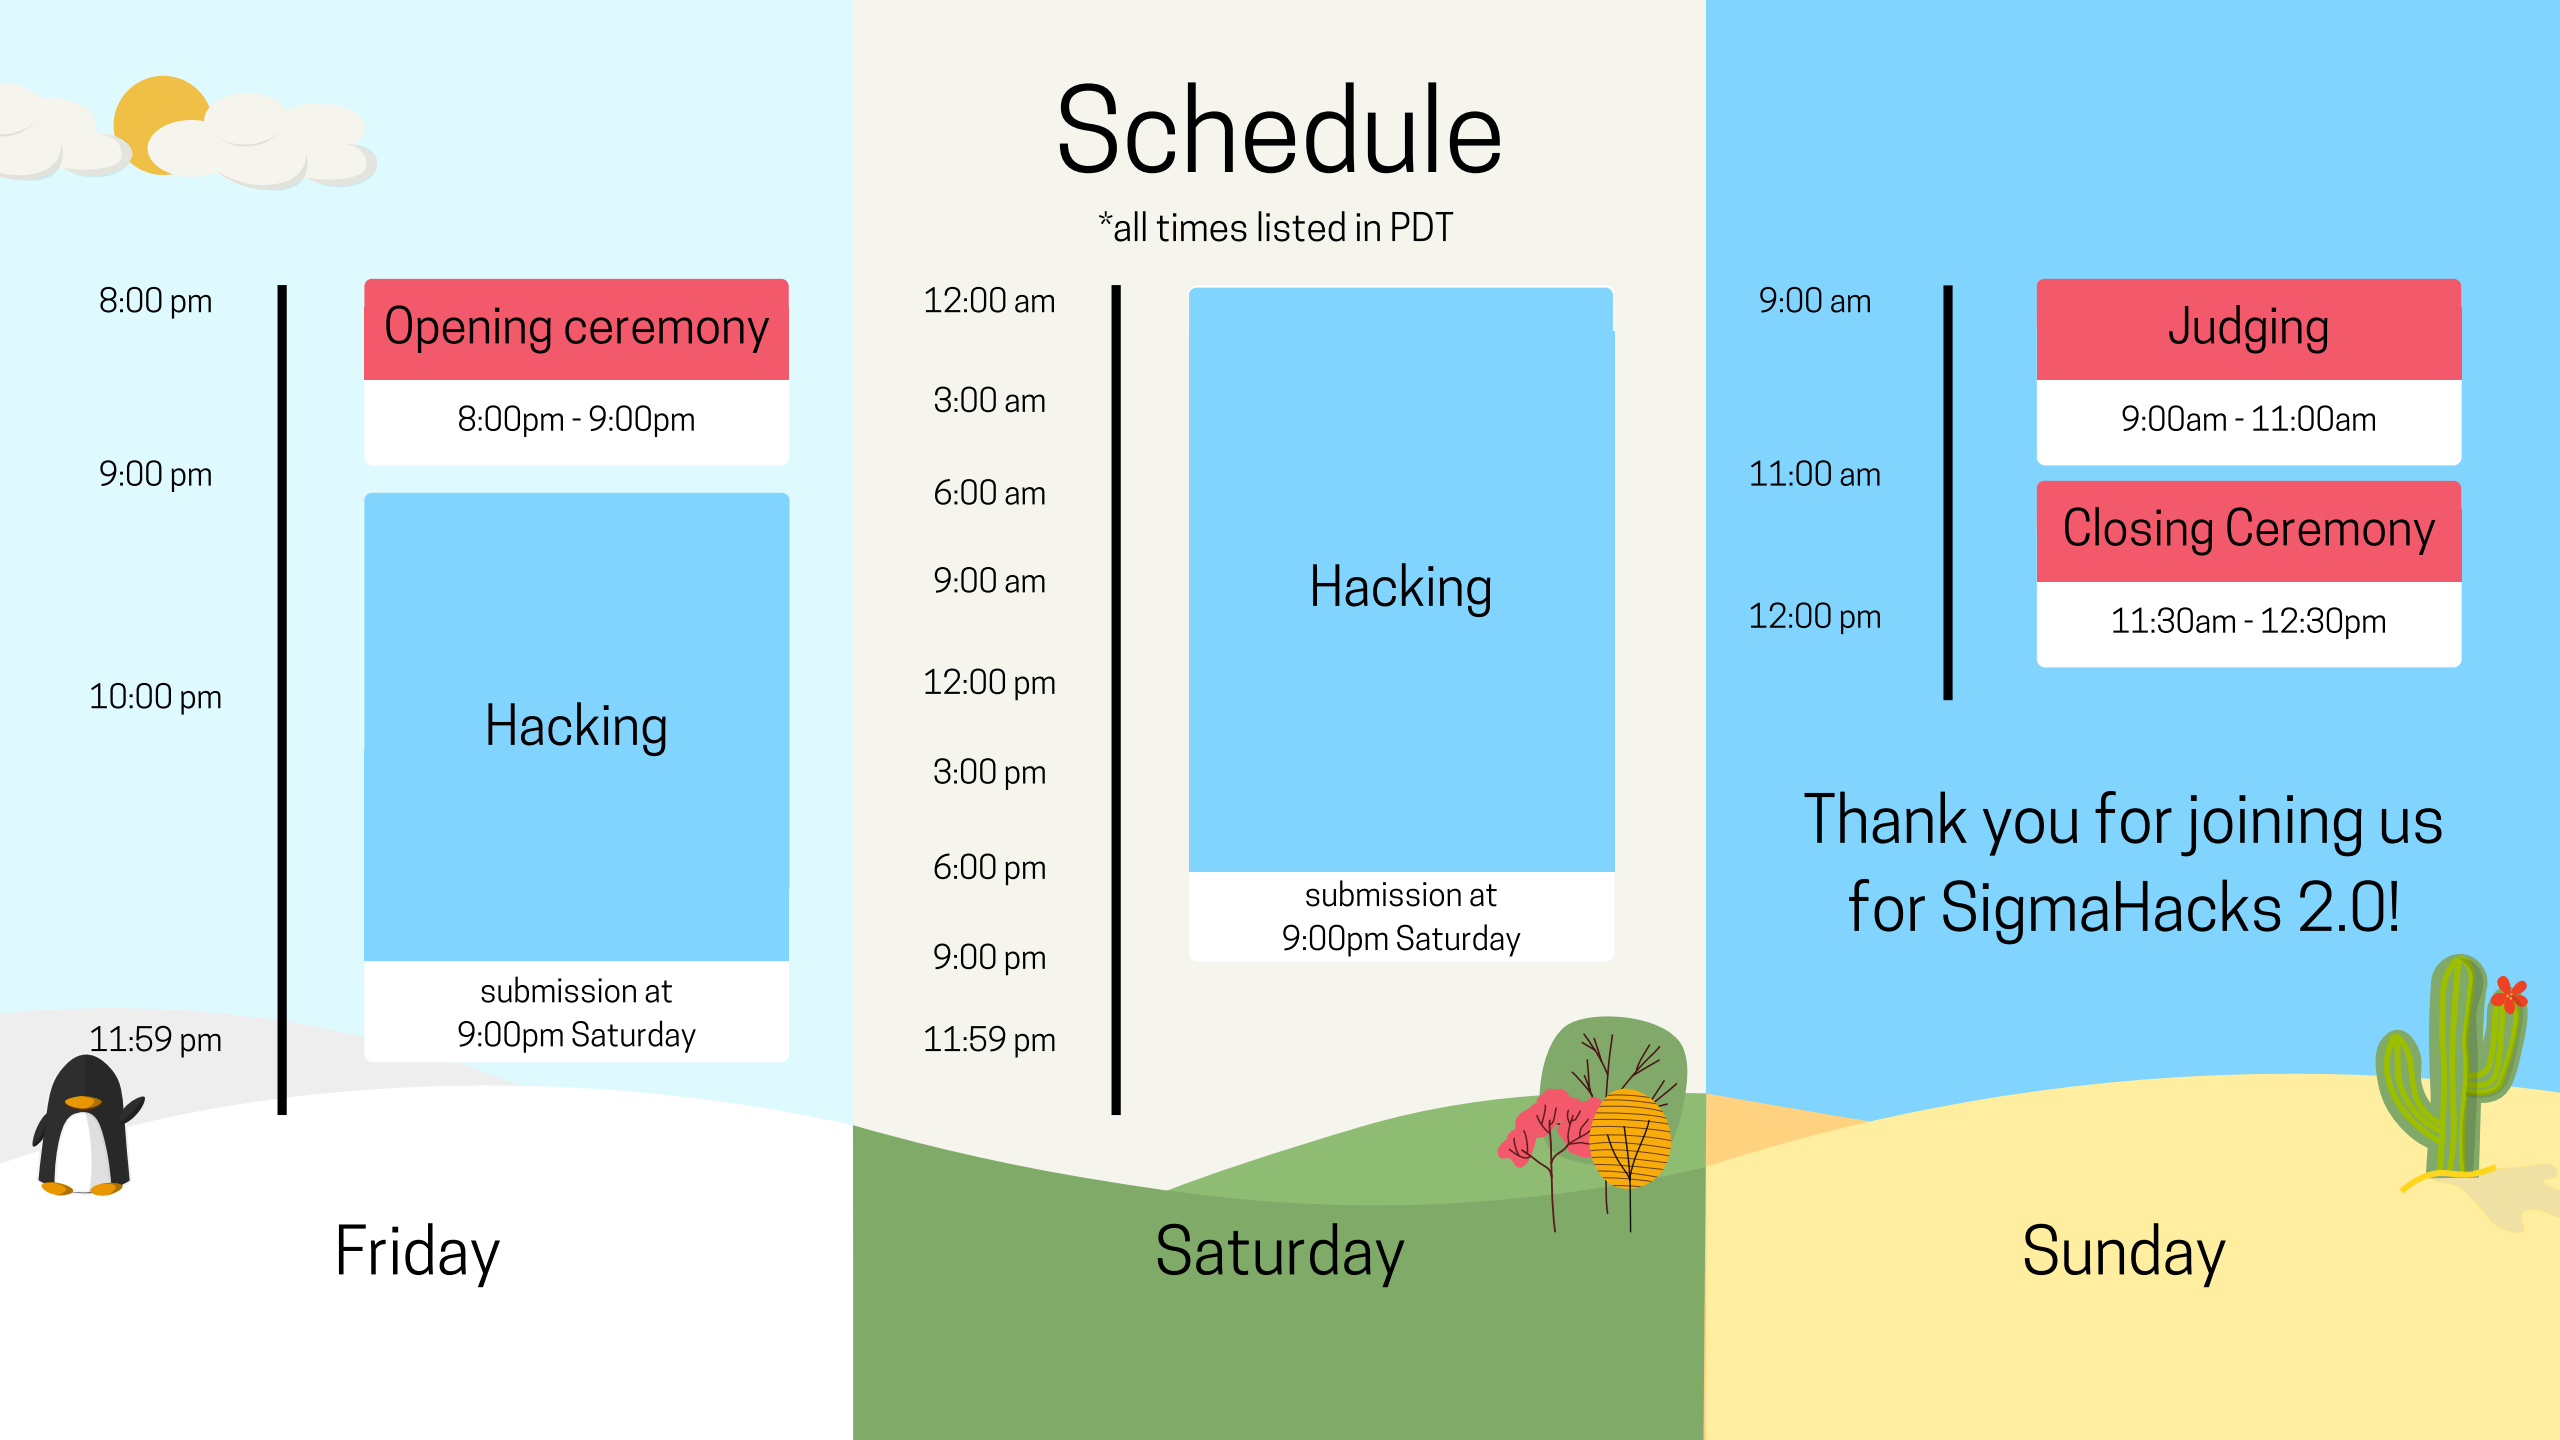 Schedule
*all times listed in PDT
8:00 pm
Opening ceremony
8:00pm - 9:00pm
9:00 pm
10:00 pm
Hacking
submission at
9:00pm Saturday
11:59 pm
Friday
12:00 am
3:00 am
6:00 am
9:00 am
Hacking
12:00 pm
3:00 pm
6:00 pm
submission at
9:00pm Saturday
9:00 pm
11:59 pm
Saturday
9:00 am
Judging
9:00am - 11:00am
11:00 am
Closing Ceremony
12:00 pm
11:30am - 12:30pm
Thank you for joining us
for SigmaHacks 2.0!
Sunday